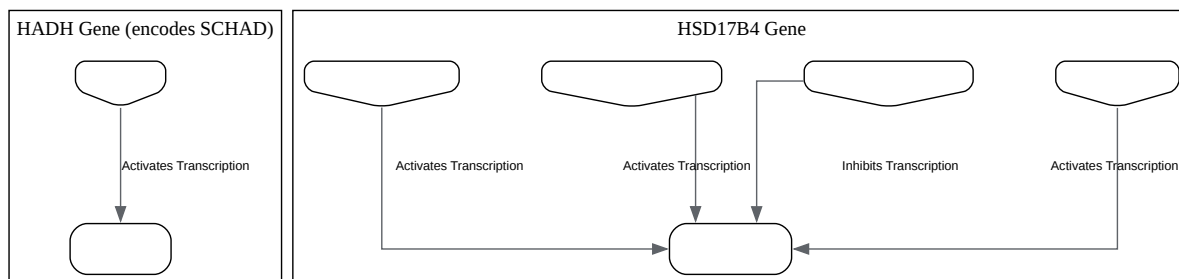 HADH Gene (encodes SCHAD)
HSD17B4 Gene
Activates Transcription
Activates Transcription
Activates Transcription
Inhibits Transcription
Activates Transcription